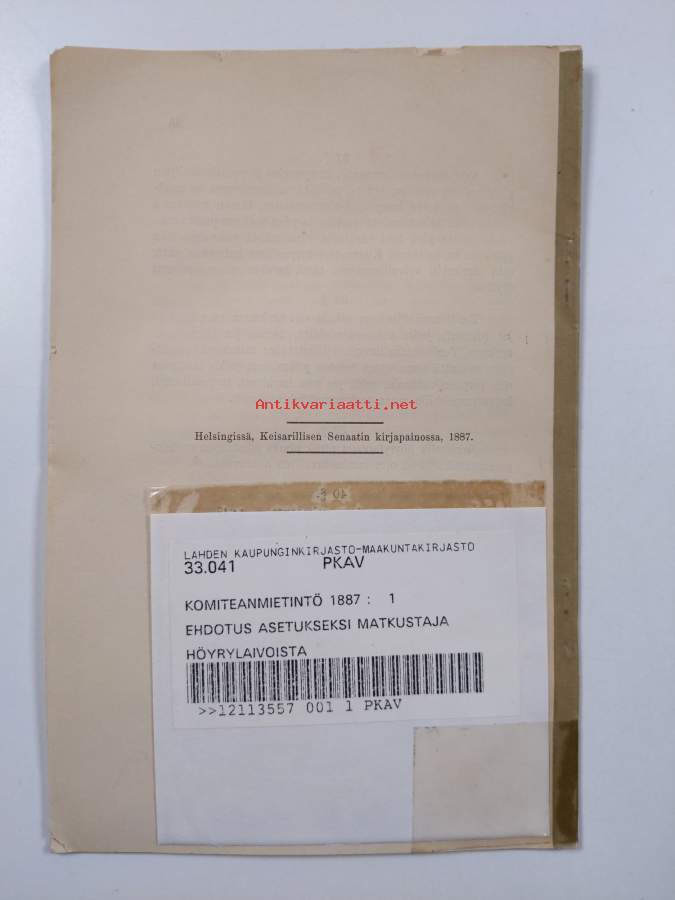 Antikvariaatti.net
Helsingissä, Keisarillisen Senaatin kirjapainossa, 1887.
40 §.
LAHDEN KAUPUNGINKIRJASTO-MAAKUNTAKIRJASTO
33.041 PKAV
KOMITEANMIETINTÖ 1887 : 1
EHDOTUS ASETUKSEKSI MATKUSTAJA
HÖYRYLAIVOISTA
>>12113557 001 1 PKAV